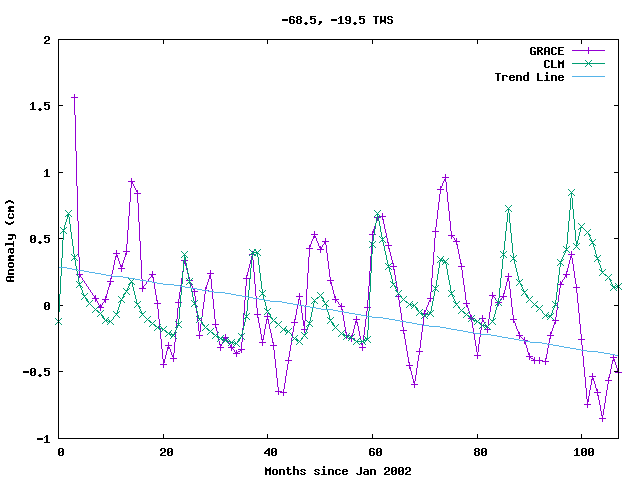 -68.5, -19.5 TWS
GRACE
CLM
Trend Line
2
1.5
1
0.5
0
-0.5
-1
Anomaly (cm)
0 20 40 60 80 100
Months since Jan 2002